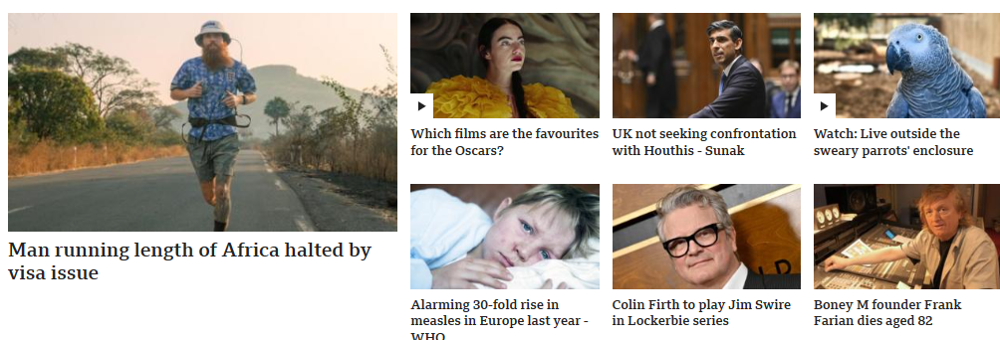 Man running length of Africa halted by
visa issue
Which films are the favourites
for the Oscars?
UK not seeking confrontation
with Houthis - Sunak
Watch: Live outside the
sweary parrots' enclosure
Alarming 30-fold rise in
measles in Europe last year -
WHO
Colin Firth to play Jim Swire
in Lockerbie series
Boney M founder Frank
Farian dies aged 82